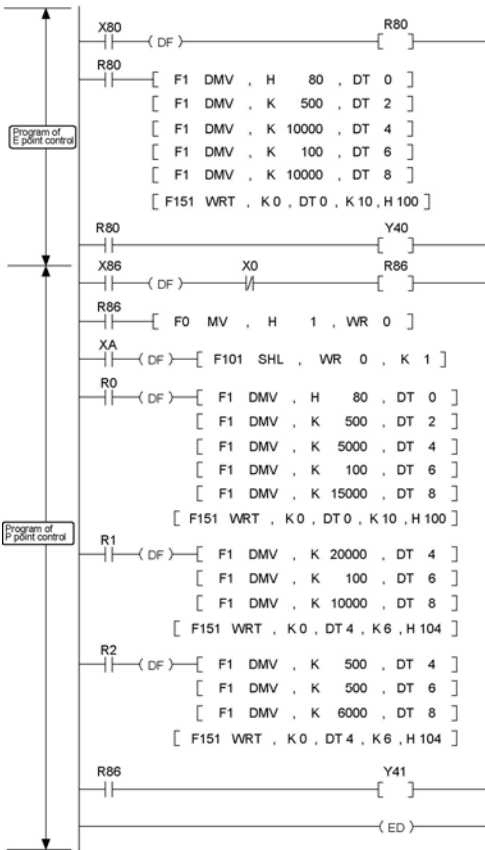 X80 R80
( DF ) [ ]
R80
[ F1 DMV , H 80 , DT 0 ]
[ F1 DMV , K 500 , DT 2 ]
[ F1 DMV , K 10000 , DT 4 ]
Program of
E point control
[ F1 DMV , K 100 , DT 6 ]
[ F1 DMV , K 10000 , DT 8 ]
[ F151 WRT , K 0 , DT 0 , K 10 , H 100 ]
R80 Y40
[ ]
X86 X0 R86
( DF ) [ ]
R86
[ F0 MV , H 1 , WR 0 ]
XA
( DF ) [ F101 SHL , WR 0 , K 1 ]
R0
( DF ) [ F1 DMV , H 80 , DT 0 ]
[ F1 DMV , K 500 , DT 2 ]
[ F1 DMV , K 5000 , DT 4 ]
[ F1 DMV , K 100 , DT 6 ]
[ F1 DMV , K 15000 , DT 8 ]
[ F151 WRT , K 0 , DT 0 , K 10 , H 100 ]
Program of
P point control
R1
( DF ) [ F1 DMV , K 20000 , DT 4 ]
[ F1 DMV , K 100 , DT 6 ]
[ F1 DMV , K 10000 , DT 8 ]
[ F151 WRT , K 0 , DT 4 , K 6 , H 104 ]
R2
( DF ) [ F1 DMV , K 500 , DT 4 ]
[ F1 DMV , K 500 , DT 6 ]
[ F1 DMV , K 6000 , DT 8 ]
[ F151 WRT , K 0 , DT 4 , K 6 , H 104 ]
R86 Y41
[ ]
( ED )